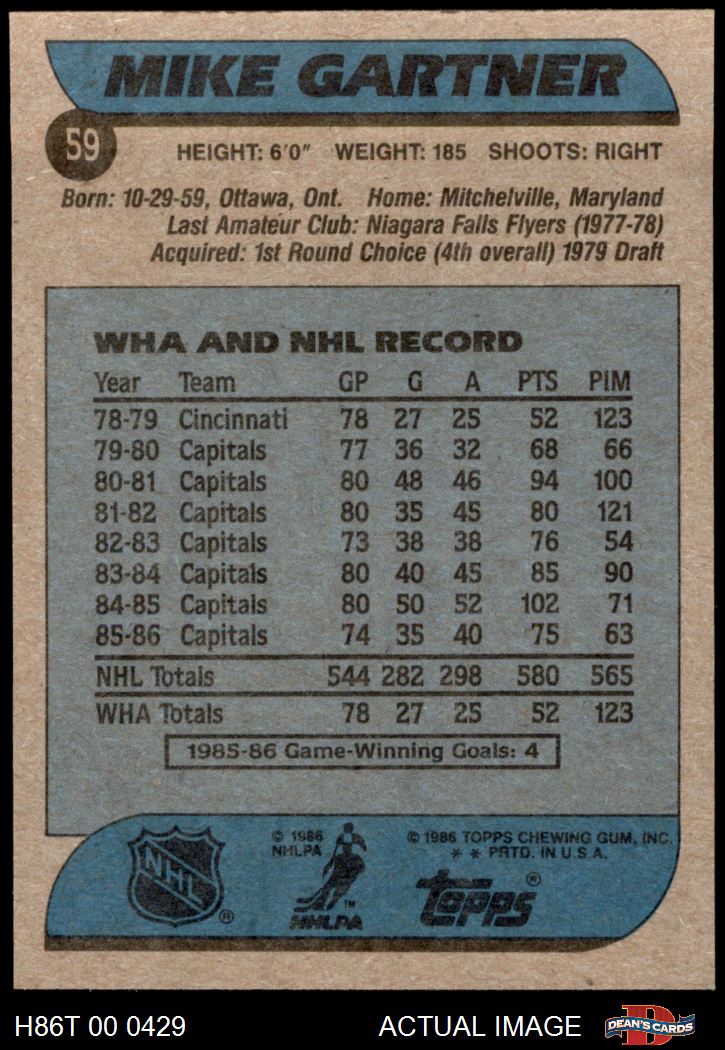 MIKE GARTNER
59
HEIGHT: 6'0" WEIGHT: 185 SHOOTS: RIGHT
Born: 10-29-59, Ottawa, Ont. Home: Mitchelville, Maryland
Last Amateur Club: Niagara Falls Flyers (1977-78)
Acquired: 1st Round Choice (4th overall) 1979 Draft
WHA AND NHL RECORD
Year Team GP G A PTS PIM
78-79 Cincinnati 78 27 25 52 123
79-80 Capitals 77 36 32 68 66
80-81 Capitals 80 48 46 94 100
81-82 Capitals 80 35 45 80 121
82-83 Capitals 73 38 38 76 54
83-84 Capitals 80 40 45 85 90
84-85 Capitals 80 50 52 102 71
85-86 Capitals 74 35 40 75 63
NHL Totals 544 282 298 580 565
WHA Totals 78 27 25 52 123
1985-86 Game-Winning Goals: 4
© 1986
NHLPA
© 1986 TOPPS CHEWING GUM, INC.
* * PRTD. IN U.S.A.
NHL ®
NHLPA ™
topps ®
H86T 00 0429 ACTUAL IMAGE
D
DEAN'S CARDS